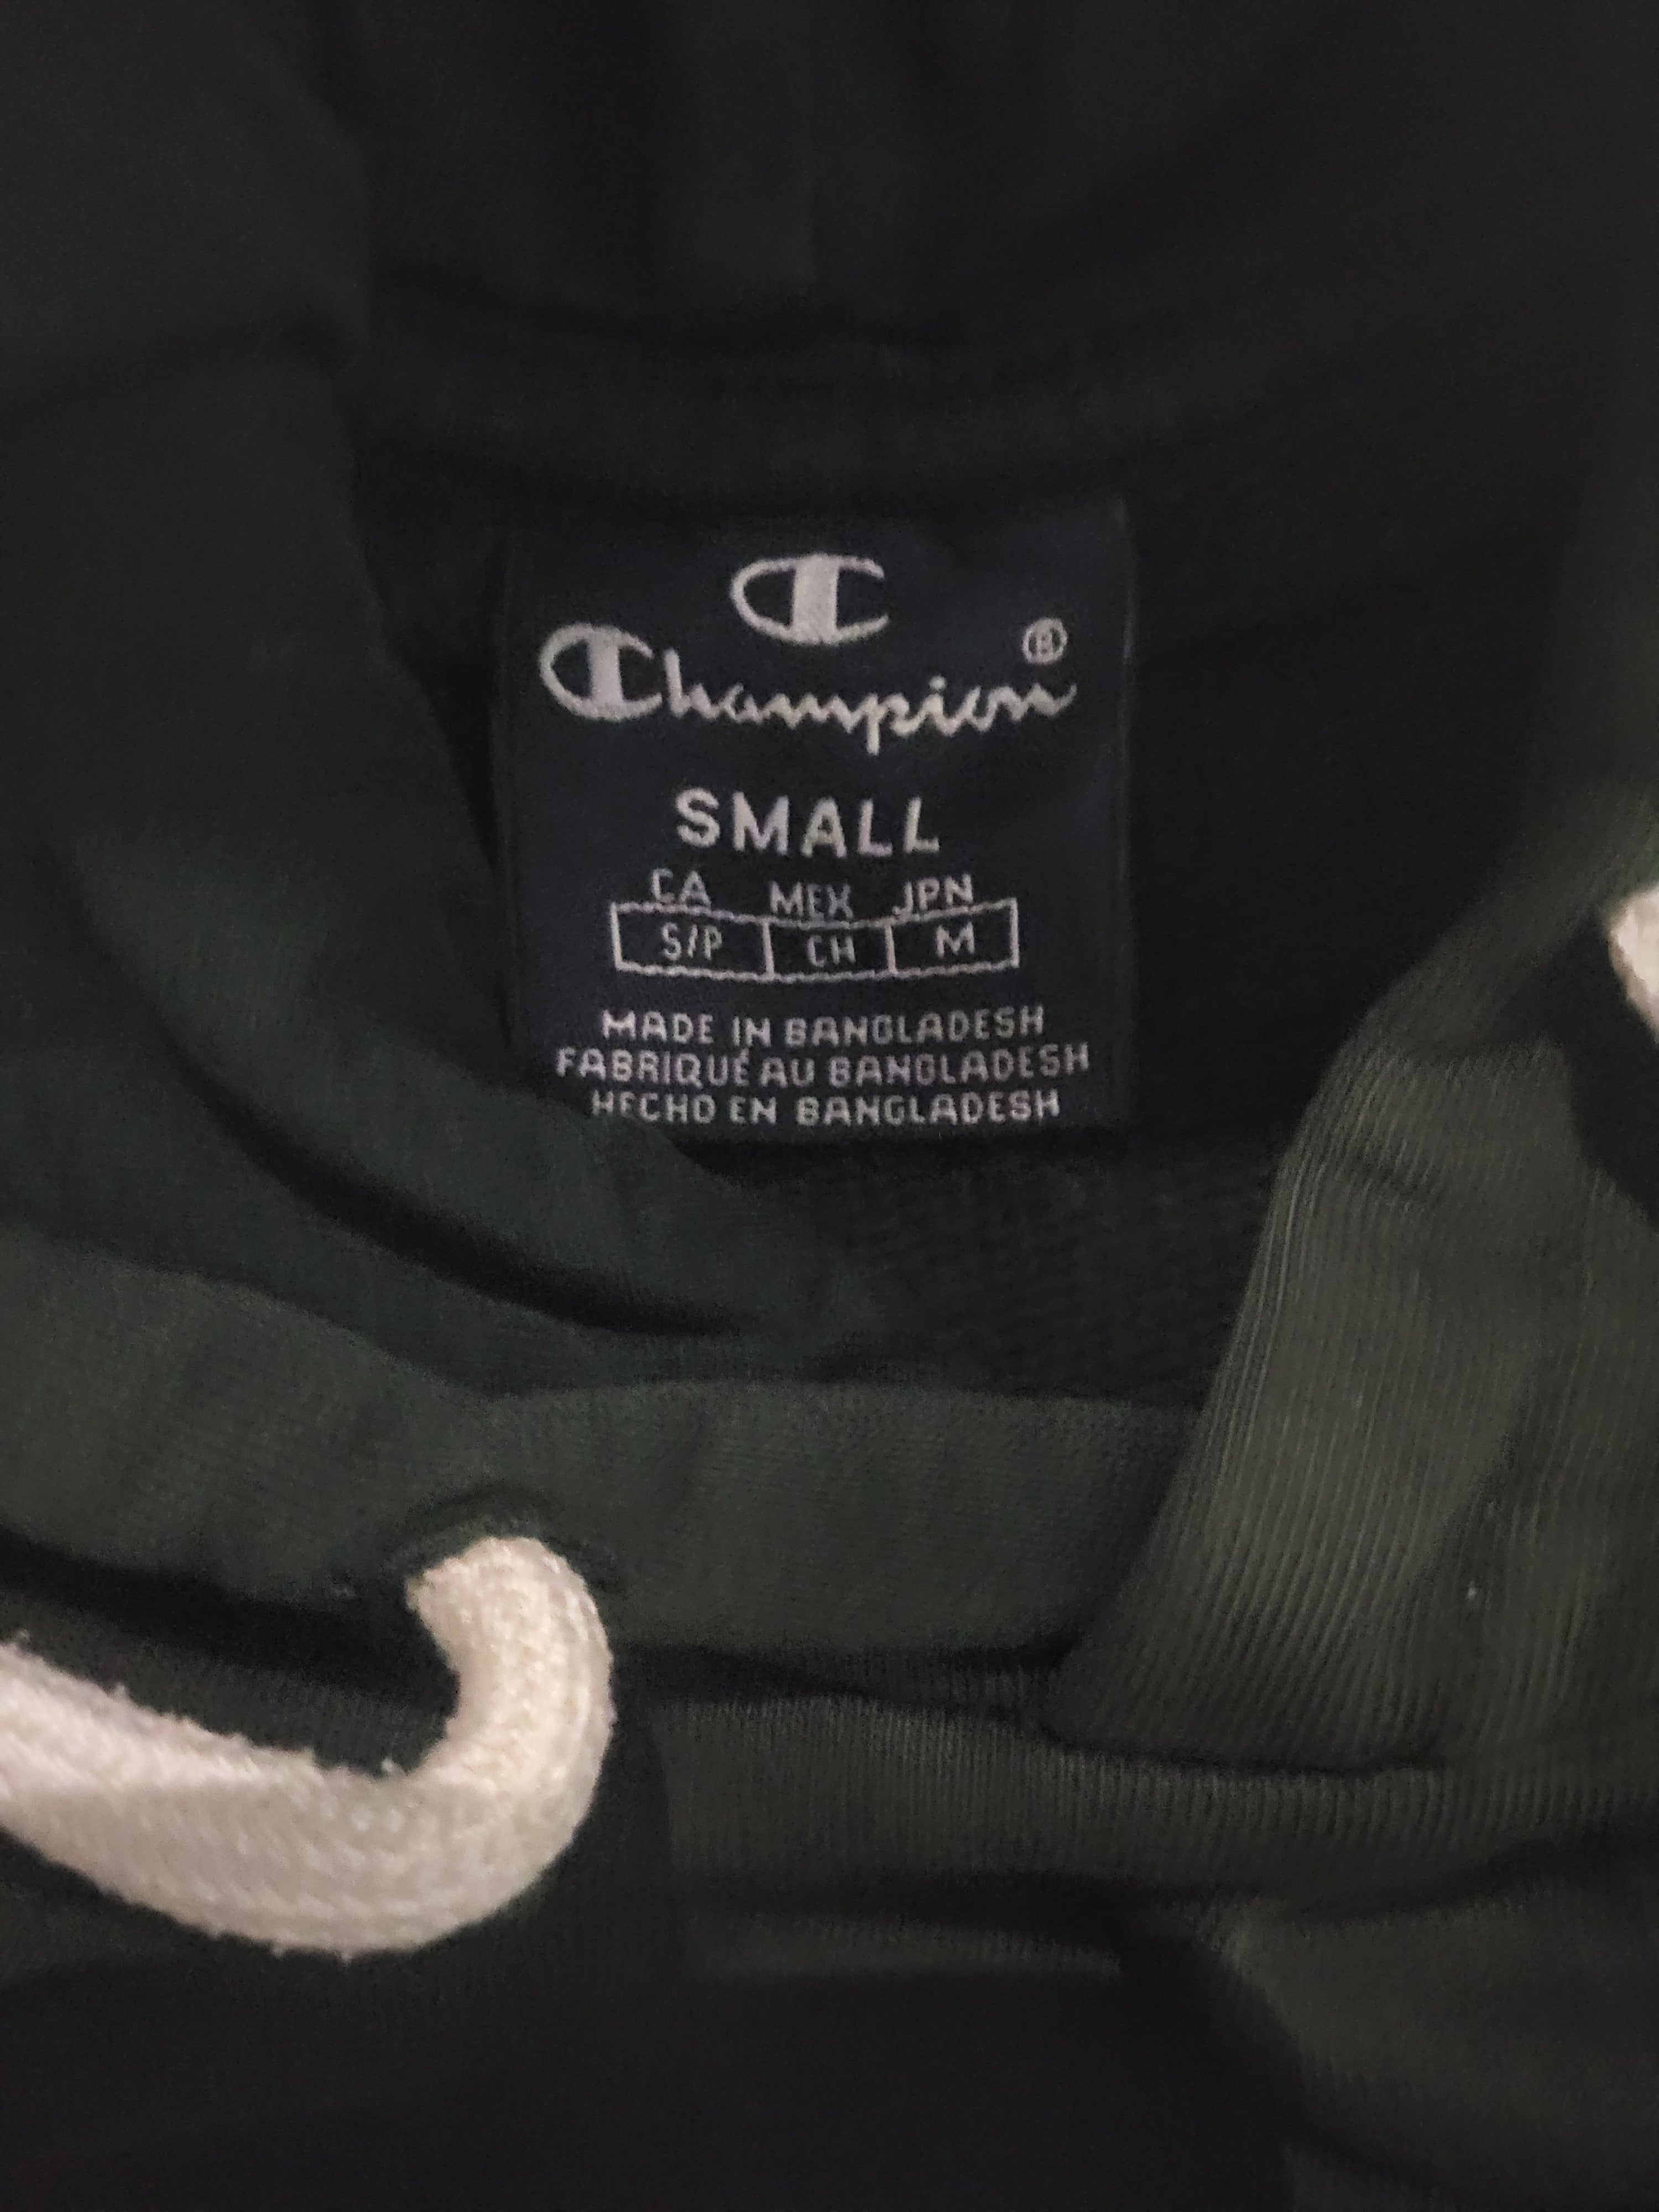 Champion®
SMALL
CA MEX JPN
S/P CH M
MADE IN BANGLADESH
FABRIQUÉ AU BANGLADESH
HECHO EN BANGLADESH